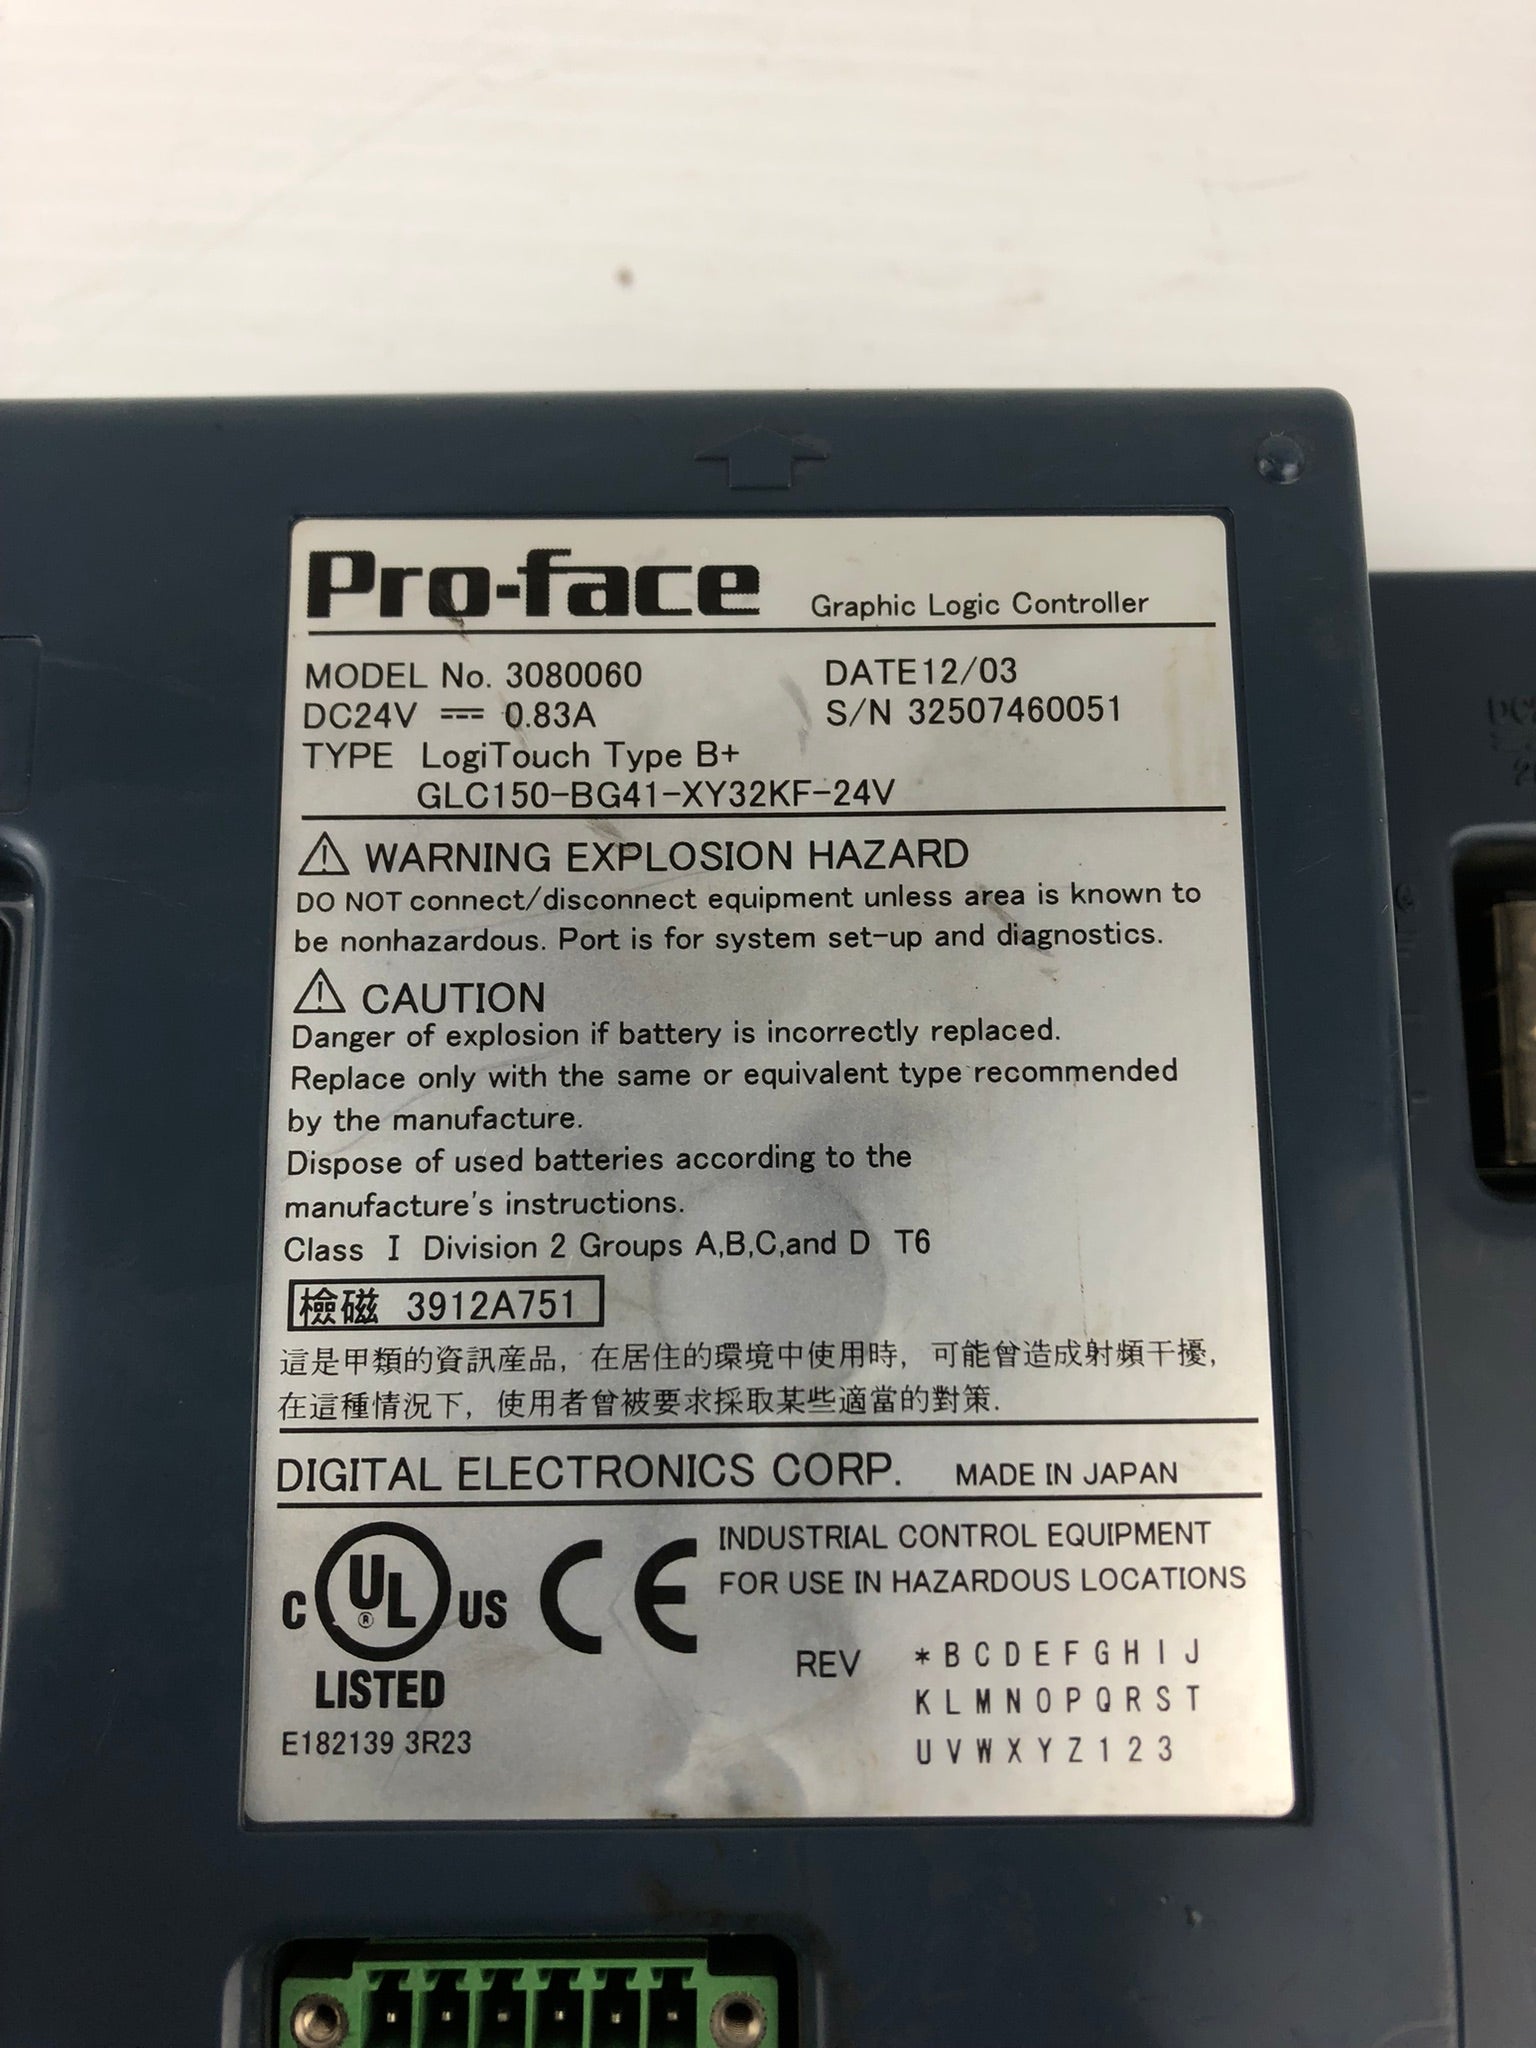 Pro-face Graphic Logic Controller
MODEL No. 3080060 DATE12/03
DC24V 0.83A S/N 32507460051
TYPE LogiTouch Type B+
GLC150-BG41-XY32KF-24V
WARNING EXPLOSION HAZARD
DO NOT connect/disconnect equipment unless area is known to
be nonhazardous. Port is for system set-up and diagnostics.
CAUTION
Danger of explosion if battery is incorrectly replaced.
Replace only with the same or equivalent type recommended
by the manufacture.
Dispose of used batteries according to the
manufacture's instructions.
Class I Division 2 Groups A,B,C,and D T6
檢磁 3912A751
這是甲類的資訊産品, 在居住的環境中使用時, 可能曾造成射頻干擾,
在這種情況下, 使用者曾被要求採取某些適當的對策.
DIGITAL ELECTRONICS CORP. MADE IN JAPAN
C UL ® US CE
LISTED
E182139 3R23
INDUSTRIAL CONTROL EQUIPMENT
FOR USE IN HAZARDOUS LOCATIONS
REV * B C D E F G H I J
K L M N O P Q R S T
U V W X Y Z 1 2 3